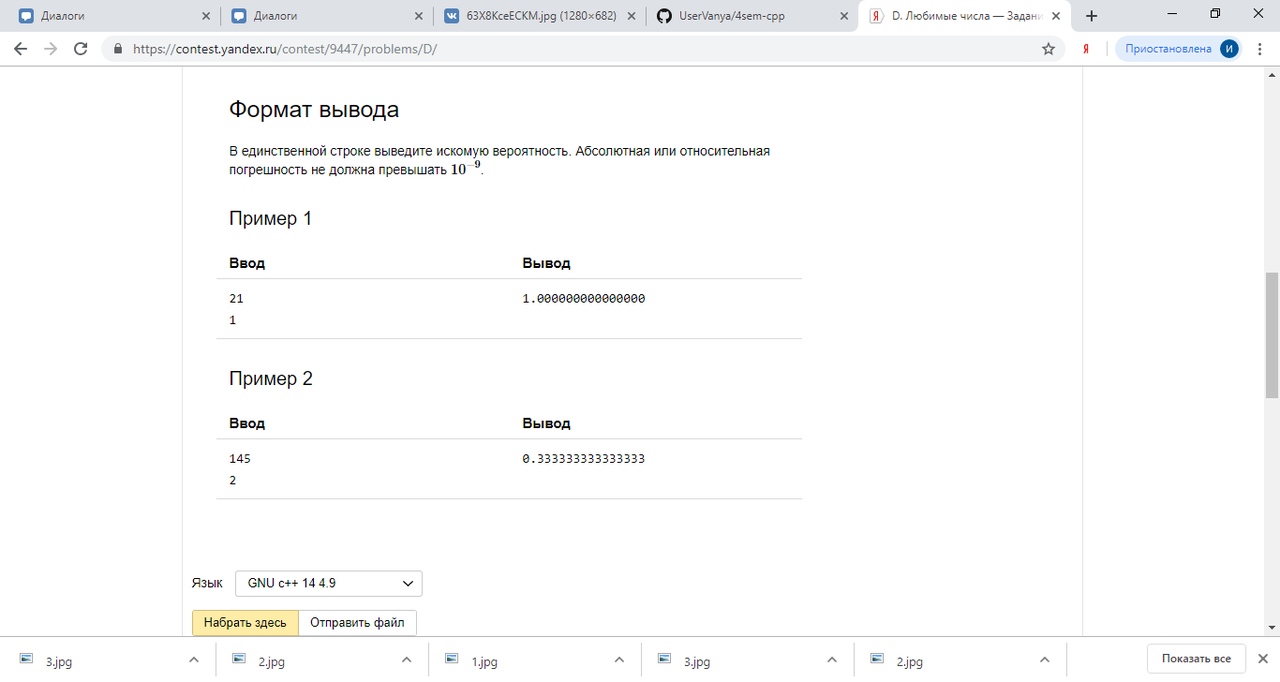 Диалоги
Диалоги
63X8KceECKM.jpg (1280×682)
UserVanya/4sem-cpp
D. Любимые числа — Задани
https://contest.yandex.ru/contest/9447/problems/D/
Я
Приостановлена И
Формат вывода
В единственной строке выведите искомую вероятность. Абсолютная или относительная
погрешность не должна превышать 10⁻⁹.
Пример 1
Ввод Вывод
21 1.000000000000000
1
Пример 2
Ввод Вывод
145 0.333333333333333
2
Язык GNU c++ 14 4.9
Набрать здесь Отправить файл
3.jpg 2.jpg 1.jpg 3.jpg 2.jpg Показать все